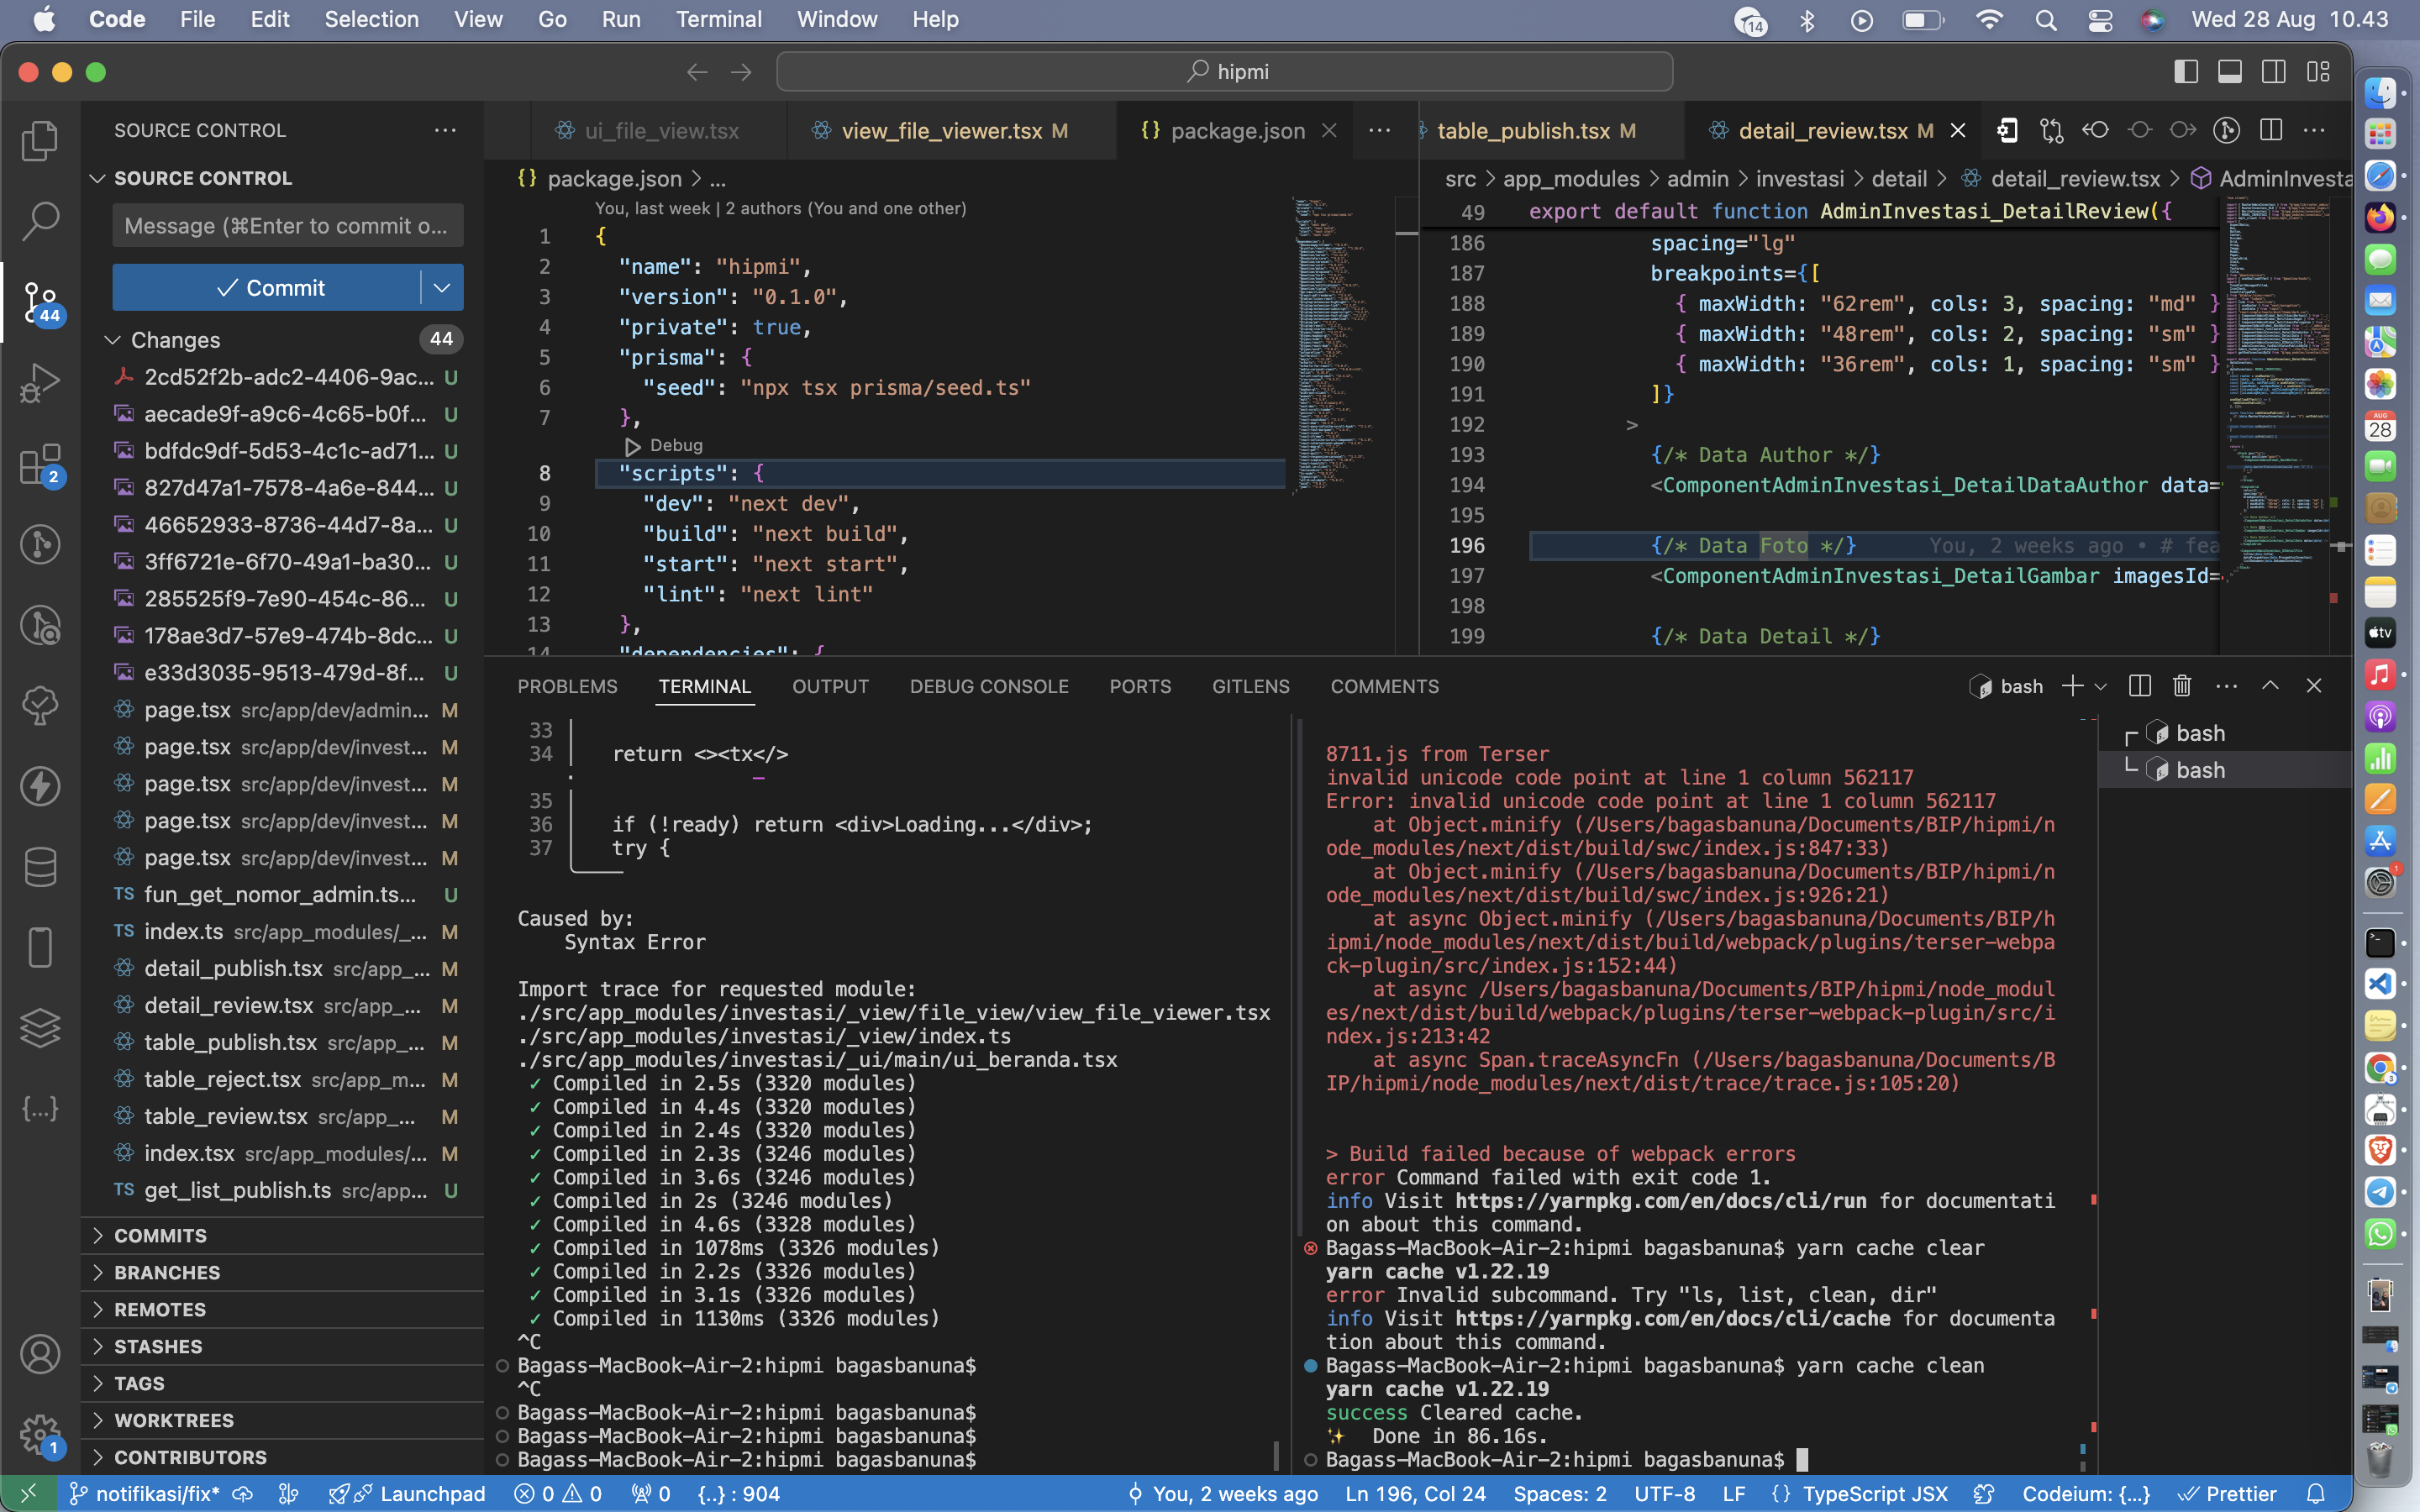 Code File Edit Selection View Go Run Terminal Window Help
14
Wed 28 Aug 10.43
hipmi
SOURCE CONTROL
SOURCE CONTROL
Message (⌘Enter to commit o...
Commit
Changes 44
2cd52f2b-adc2-4406-9ac... U
aecade9f-a9c6-4c65-b0f... U
bdfdc9df-5d53-4c1c-ad71... U
827d47a1-7578-4a6e-844... U
46652933-8736-44d7-8a... U
3ff6721e-6f70-49a1-ba30... U
285525f9-7e90-454c-86... U
178ae3d7-57e9-474b-8dc... U
e33d3035-9513-479d-8f... U
page.tsx src/app/dev/admin... M
page.tsx src/app/dev/invest... M
page.tsx src/app/dev/invest... M
page.tsx src/app/dev/invest... M
page.tsx src/app/dev/invest... M
TS fun_get_nomor_admin.ts... U
TS index.ts src/app_modules/_... M
detail_publish.tsx src/app_... M
detail_review.tsx src/app_... M
table_publish.tsx src/app_... M
table_reject.tsx src/app_m... M
table_review.tsx src/app_... M
index.tsx src/app_modules/... M
TS get_list_publish.ts src/app... U
COMMITS
BRANCHES
REMOTES
STASHES
TAGS
WORKTREES
CONTRIBUTORS
44
2
1
ui_file_view.tsx
view_file_viewer.tsx M
{} package.json
{} package.json > ...
You, last week | 2 authors (You and one other)
1 {
2 "name": "hipmi",
3 "version": "0.1.0",
4 "private": true,
5 "prisma": {
6 "seed": "npx tsx prisma/seed.ts"
7 },
Debug
8 "scripts": {
9 "dev": "next dev",
10 "build": "next build",
11 "start": "next start",
12 "lint": "next lint"
13 },
14 "dependencies": {
table_publish.tsx M
detail_review.tsx M
src > app_modules > admin > investasi > detail > detail_review.tsx > AdminInvesta
49 export default function AdminInvestasi_DetailReview({
186 spacing="lg"
187 breakpoints={[
188 { maxWidth: "62rem", cols: 3, spacing: "md" }
189 { maxWidth: "48rem", cols: 2, spacing: "sm" }
190 { maxWidth: "36rem", cols: 1, spacing: "sm" }
191 ]}
192 >
193 {/* Data Author */}
194 <ComponentAdminInvestasi_DetailDataAuthor data=
195
196 {/* Data Foto */} You, 2 weeks ago • # fea
197 <ComponentAdminInvestasi_DetailGambar imagesId=
198
199 {/* Data Detail */}
PROBLEMS TERMINAL OUTPUT DEBUG CONSOLE PORTS GITLENS COMMENTS
bash
33
34 return <><tx</>
35
36 if (!ready) return <div>Loading...</div>;
37 try {
Caused by:
Syntax Error
Import trace for requested module:
./src/app_modules/investasi/_view/file_view/view_file_viewer.tsx
./src/app_modules/investasi/_view/index.ts
./src/app_modules/investasi/_ui/main/ui_beranda.tsx
✓ Compiled in 2.5s (3320 modules)
✓ Compiled in 4.4s (3320 modules)
✓ Compiled in 2.4s (3320 modules)
✓ Compiled in 2.3s (3246 modules)
✓ Compiled in 3.6s (3246 modules)
✓ Compiled in 2s (3246 modules)
✓ Compiled in 4.6s (3328 modules)
✓ Compiled in 1078ms (3326 modules)
✓ Compiled in 2.2s (3326 modules)
✓ Compiled in 3.1s (3326 modules)
✓ Compiled in 1130ms (3326 modules)
^C
Bagass-MacBook-Air-2:hipmi bagasbanuna$
^C
Bagass-MacBook-Air-2:hipmi bagasbanuna$
Bagass-MacBook-Air-2:hipmi bagasbanuna$
Bagass-MacBook-Air-2:hipmi bagasbanuna$
8711.js from Terser
invalid unicode code point at line 1 column 562117
Error: invalid unicode code point at line 1 column 562117
at Object.minify (/Users/bagasbanuna/Documents/BIP/hipmi/n
ode_modules/next/dist/build/swc/index.js:847:33)
at Object.minify (/Users/bagasbanuna/Documents/BIP/hipmi/n
ode_modules/next/dist/build/swc/index.js:926:21)
at async Object.minify (/Users/bagasbanuna/Documents/BIP/h
ipmi/node_modules/next/dist/build/webpack/plugins/terser-webpa
ck-plugin/src/index.js:152:44)
at async /Users/bagasbanuna/Documents/BIP/hipmi/node_modul
es/next/dist/build/webpack/plugins/terser-webpack-plugin/src/i
ndex.js:213:42
at async Span.traceAsyncFn (/Users/bagasbanuna/Documents/B
IP/hipmi/node_modules/next/dist/trace/trace.js:105:20)
> Build failed because of webpack errors
error Command failed with exit code 1.
info Visit https://yarnpkg.com/en/docs/cli/run for documentati
on about this command.
Bagass-MacBook-Air-2:hipmi bagasbanuna$ yarn cache clear
yarn cache v1.22.19
error Invalid subcommand. Try "ls, list, clean, dir"
info Visit https://yarnpkg.com/en/docs/cli/cache for documenta
tion about this command.
Bagass-MacBook-Air-2:hipmi bagasbanuna$ yarn cache clean
yarn cache v1.22.19
success Cleared cache.
✨ Done in 86.16s.
Bagass-MacBook-Air-2:hipmi bagasbanuna$
bash
bash
notifikasi/fix* Launchpad 0 0 0 {..} : 904
You, 2 weeks ago Ln 196, Col 24 Spaces: 2 UTF-8 LF {} TypeScript JSX Codeium: {...} Prettier
AUG
28
tv
1
3